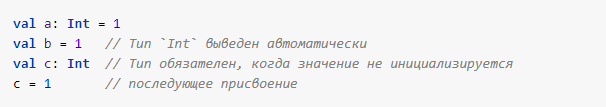 val a: Int = 1
val b = 1   // Тип `Int` выведен автоматически
val c: Int  // Тип обязателен, когда значение не инициализируется
c = 1       // последующее присвоение